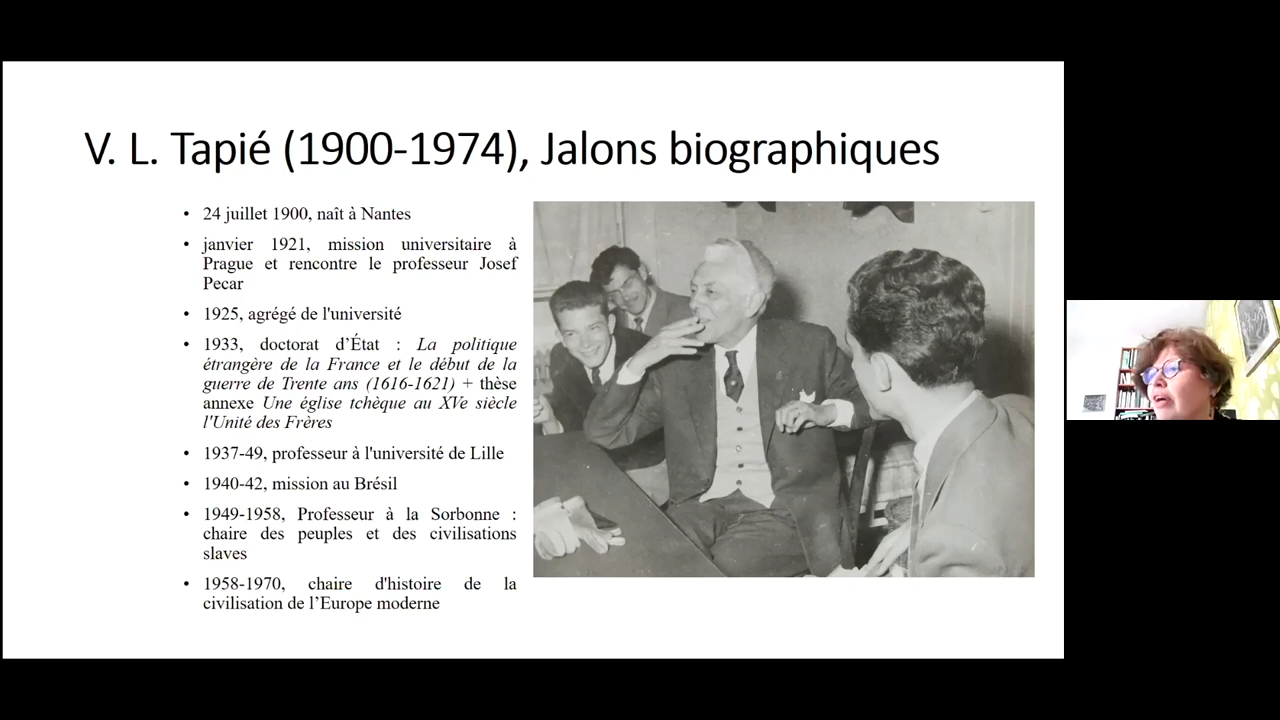 V. L. Tapié (1900-1974), Jalons biographiques
• 24 juillet 1900, naît à Nantes
• janvier 1921, mission universitaire à
Prague et rencontre le professeur Josef
Pecar
• 1925, agrégé de l'université
• 1933, doctorat d’État : La politique
étrangère de la France et le début de la
guerre de Trente ans (1616-1621) + thèse
annexe Une église tchèque au XVe siècle
l'Unité des Frères
• 1937-49, professeur à l'université de Lille
• 1940-42, mission au Brésil
• 1949-1958, Professeur à la Sorbonne :
chaire des peuples et des civilisations
slaves
• 1958-1970, chaire d'histoire de la
civilisation de l’Europe moderne